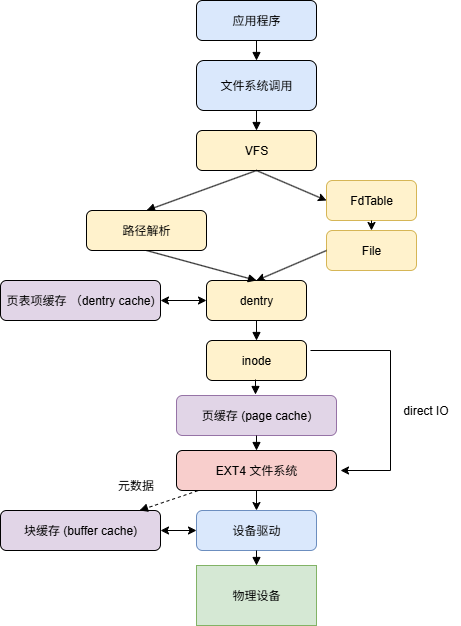 应用程序
文件系统调用
VFS
FdTable
路径解析
File
页表项缓存 （dentry cache)
dentry
inode
页缓存 (page cache)
direct IO
EXT4 文件系统
元数据
块缓存 (buffer cache)
设备驱动
物理设备